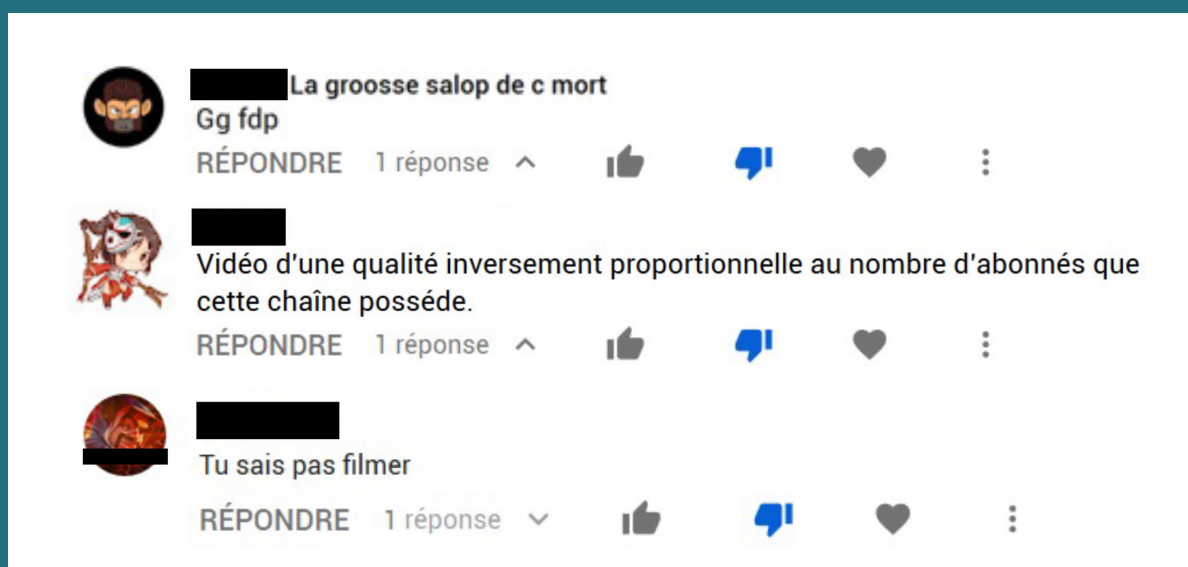 La groosse salop de c mort
Gg fdp
RÉPONDRE 1 réponse
Vidéo d'une qualité inversement proportionnelle au nombre d'abonnés que
cette chaîne posséde.
RÉPONDRE 1 réponse
Tu sais pas filmer
RÉPONDRE 1 réponse